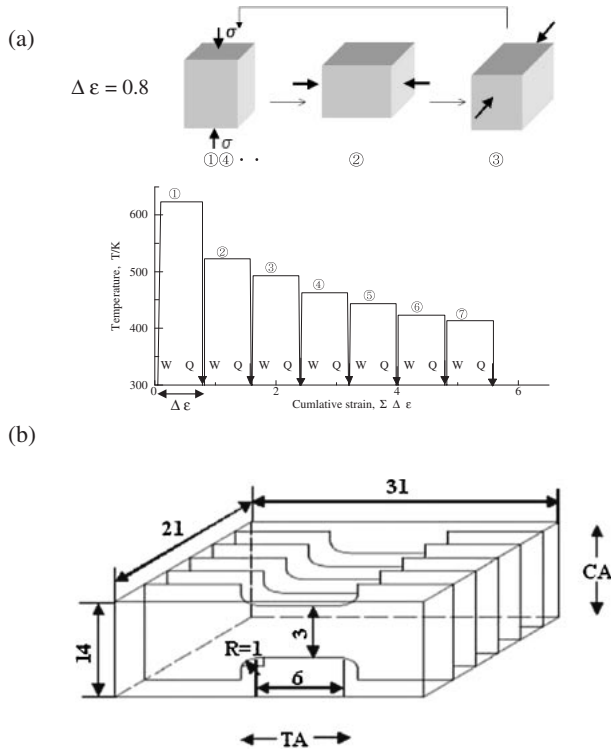 (a)
σ
Δ ε = 0.8
σ
①④ · ·
②
③
①
600
②
③
500
④
⑤
⑥
⑦
400
Temperature, T/K
W Q W Q W Q W Q W Q W Q W Q
300
0 2 4 6
Δ ε
Cumlative strain, Σ Δ ε
(b)
31
21
CA
14
3
R=1
6
TA